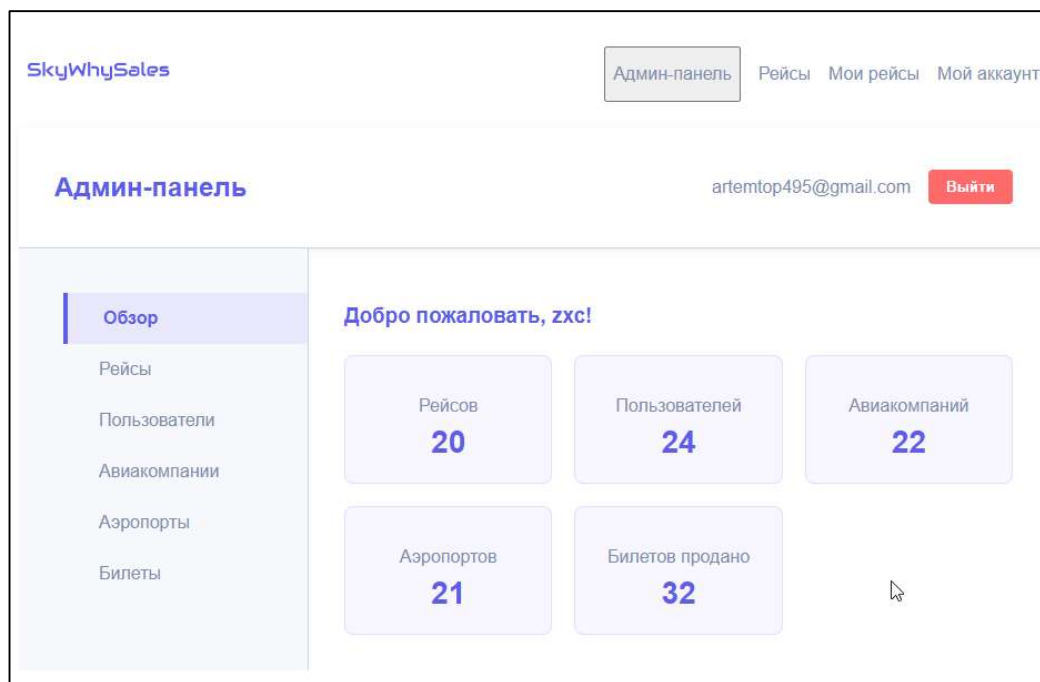 SkyWhySales
Админ-панель Рейсы Мои рейсы Мой аккаунт
Админ-панель
artemtop495@gmail.com Выйти
Обзор
Рейсы
Пользователи
Авиакомпании
Аэропорты
Билеты
Добро пожаловать, zxc!
Рейсов
20
Пользователей
24
Авиакомпаний
22
Аэропортов
21
Билетов продано
32